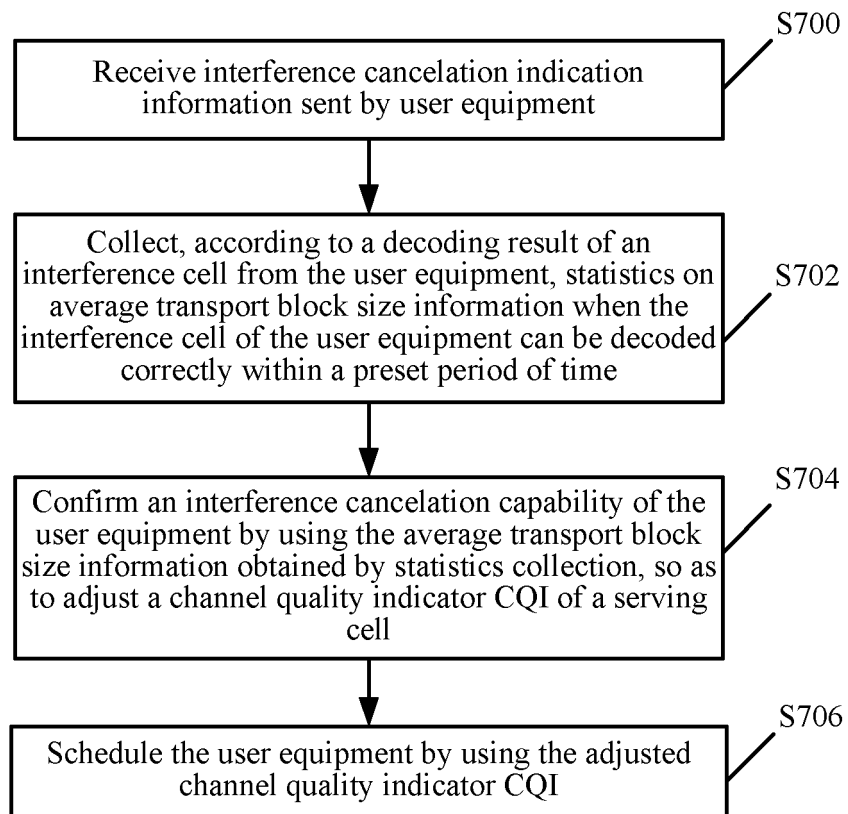 S700
Receive interference cancelation indication
information sent by user equipment
Collect, according to a decoding result of an
interference cell from the user equipment, statistics on
average transport block size information when the
interference cell of the user equipment can be decoded
correctly within a preset period of time
S702
Confirm an interference cancelation capability of the
user equipment by using the average transport block
size information obtained by statistics collection, so as
to adjust a channel quality indicator CQI of a serving
cell
S704
Schedule the user equipment by using the adjusted
channel quality indicator CQI
S706